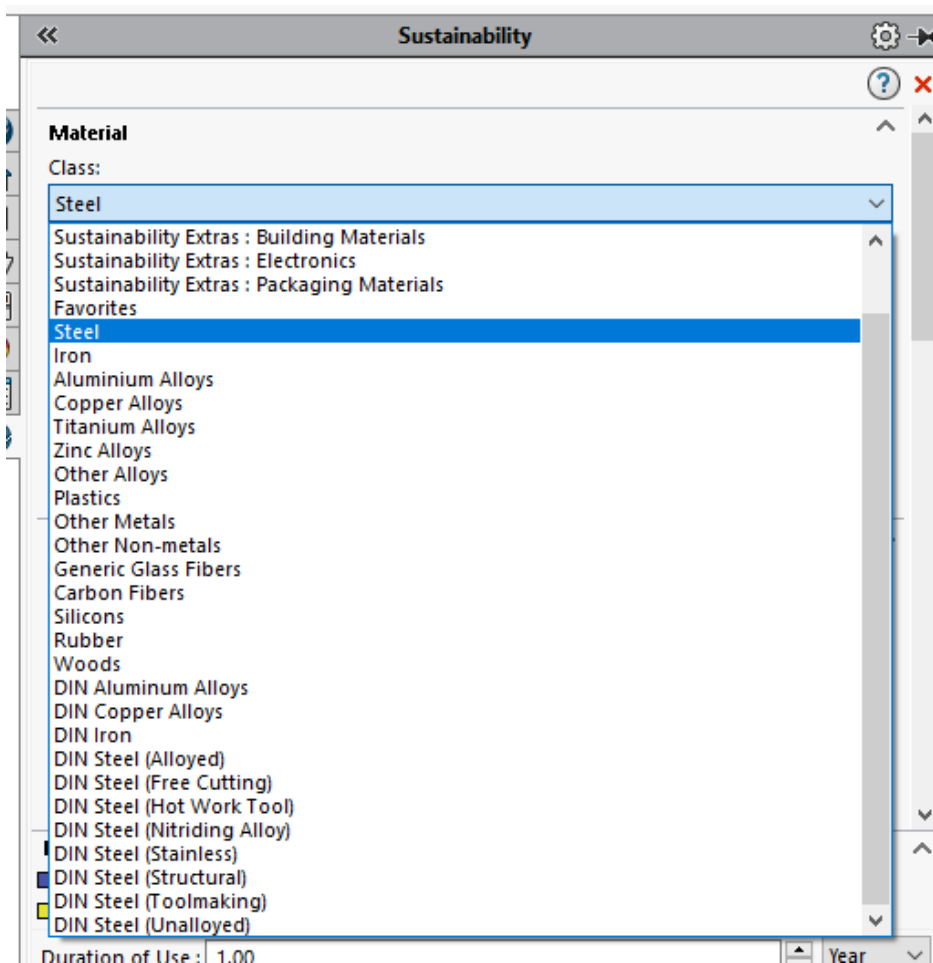 Sustainability
Material
Class:
Steel
Sustainability Extras : Building Materials
Sustainability Extras : Electronics
Sustainability Extras : Packaging Materials
Favorites
Steel
Iron
Aluminium Alloys
Copper Alloys
Titanium Alloys
Zinc Alloys
Other Alloys
Plastics
Other Metals
Other Non-metals
Generic Glass Fibers
Carbon Fibers
Silicons
Rubber
Woods
DIN Aluminum Alloys
DIN Copper Alloys
DIN Iron
DIN Steel (Alloyed)
DIN Steel (Free Cutting)
DIN Steel (Hot Work Tool)
DIN Steel (Nitriding Alloy)
DIN Steel (Stainless)
DIN Steel (Structural)
DIN Steel (Toolmaking)
DIN Steel (Unalloyed)
Duration of Use : 1.00 Year